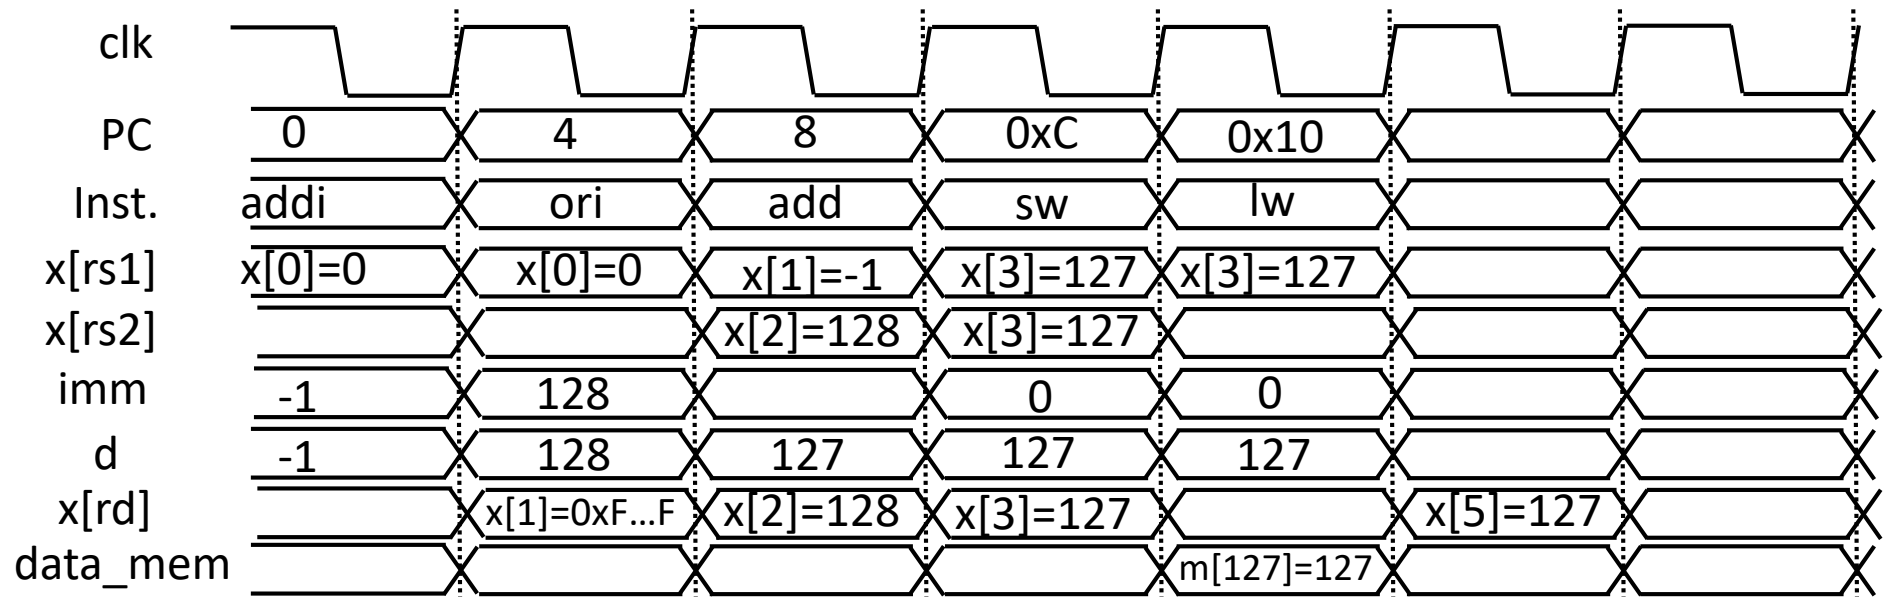 clk
PC 0 4 8 0xC 0x10
Inst. addi ori add sw lw
x[rs1] x[0]=0 x[0]=0 x[1]=-1 x[3]=127 x[3]=127
x[rs2] x[2]=128 x[3]=127
imm -1 128 0 0
d -1 128 127 127 127
x[rd] x[1]=0xF...F x[2]=128 x[3]=127 x[5]=127
data_mem m[127]=127